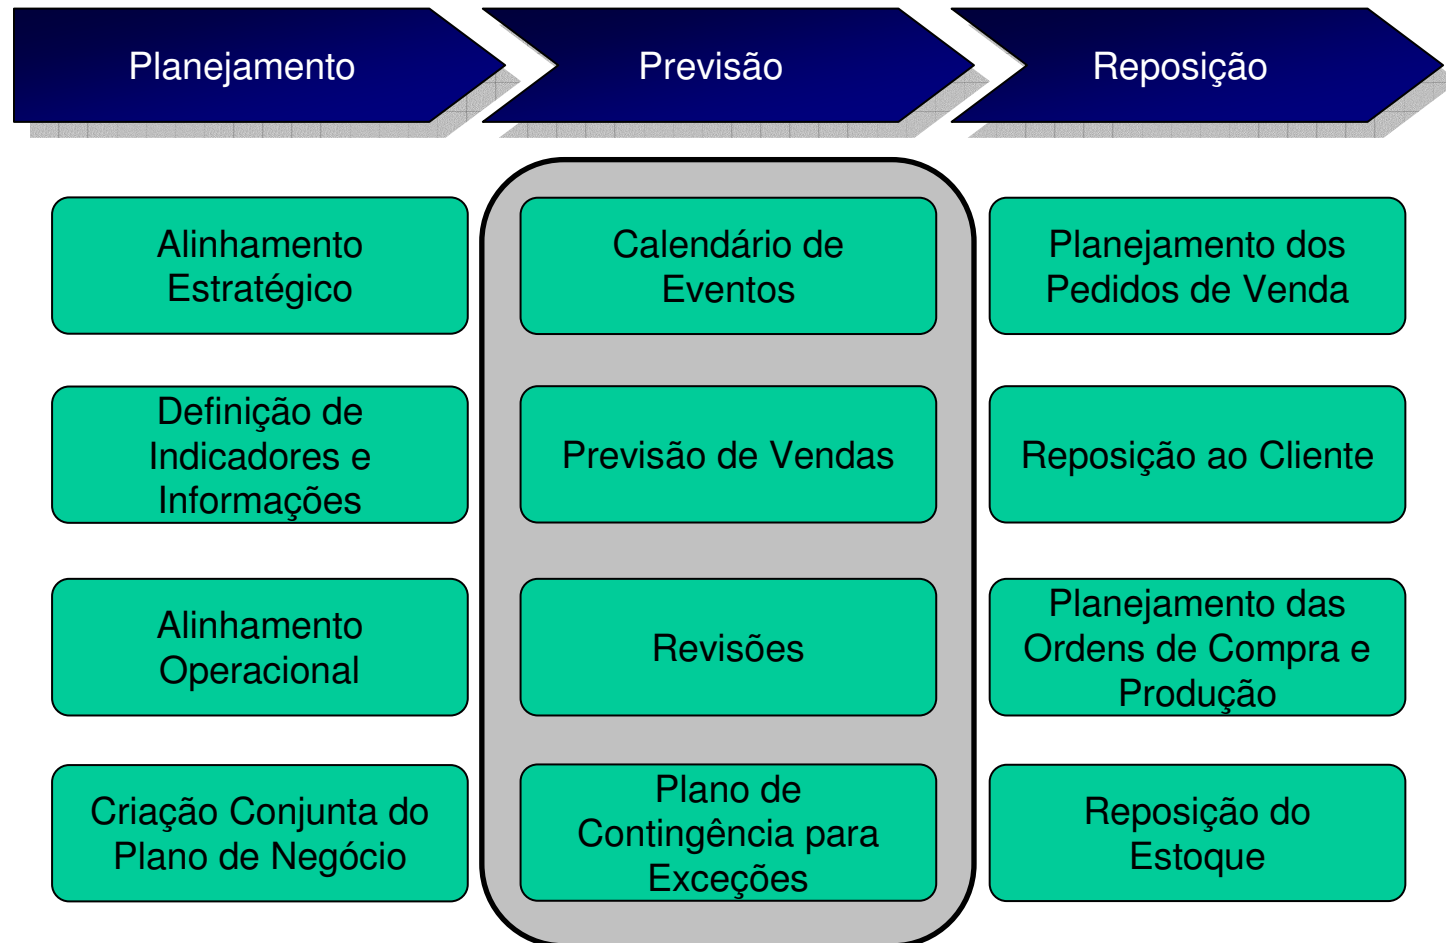 Planejamento
Previsão
Reposição
Alinhamento
Estratégico
Calendário de
Eventos
Planejamento dos
Pedidos de Venda
Definição de
Indicadores e
Informações
Previsão de Vendas
Reposição ao Cliente
Alinhamento
Operacional
Revisões
Planejamento das
Ordens de Compra e
Produção
Criação Conjunta do
Plano de Negócio
Plano de
Contingência para
Exceções
Reposição do
Estoque